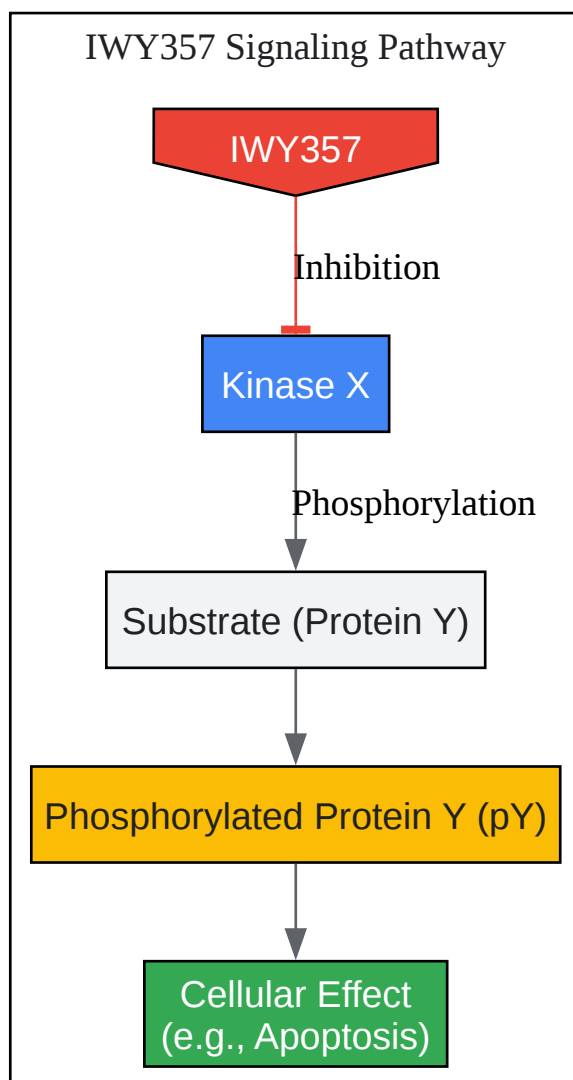 IWY357 Signaling Pathway
IWY357
Inhibition
Kinase X
Phosphorylation
Substrate (Protein Y)
Phosphorylated Protein Y (pY)
Cellular Effect
(e.g., Apoptosis)